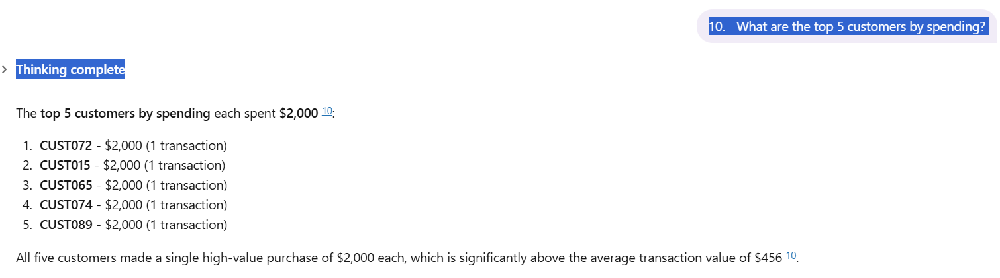 10. What are the top 5 customers by spending?
Thinking complete
The top 5 customers by spending each spent $2,000 10:
1. CUST072 - $2,000 (1 transaction)
2. CUST015 - $2,000 (1 transaction)
3. CUST065 - $2,000 (1 transaction)
4. CUST074 - $2,000 (1 transaction)
5. CUST089 - $2,000 (1 transaction)
All five customers made a single high-value purchase of $2,000 each, which is significantly above the average transaction value of $456 10.